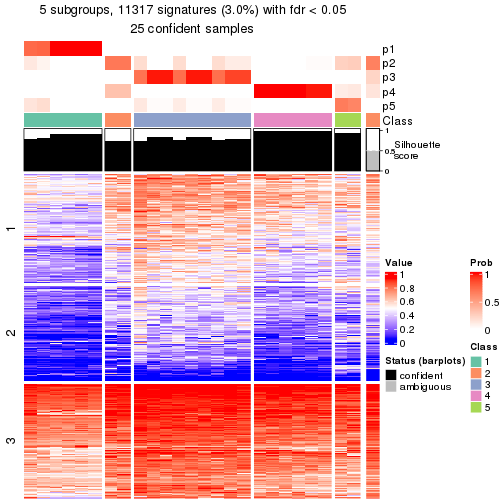 5 subgroups, 11317 signatures (3.0%) with fdr < 0.05
25 confident samples
p1
p2
p3
p4
p5
Class
1
0.5
0
Silhouette
score
1
2
3
Value
1
0.8
0.6
0.4
0.2
0
Status (barplots)
confident
ambiguous
Prob
1
0.5
0
Class
1
2
3
4
5